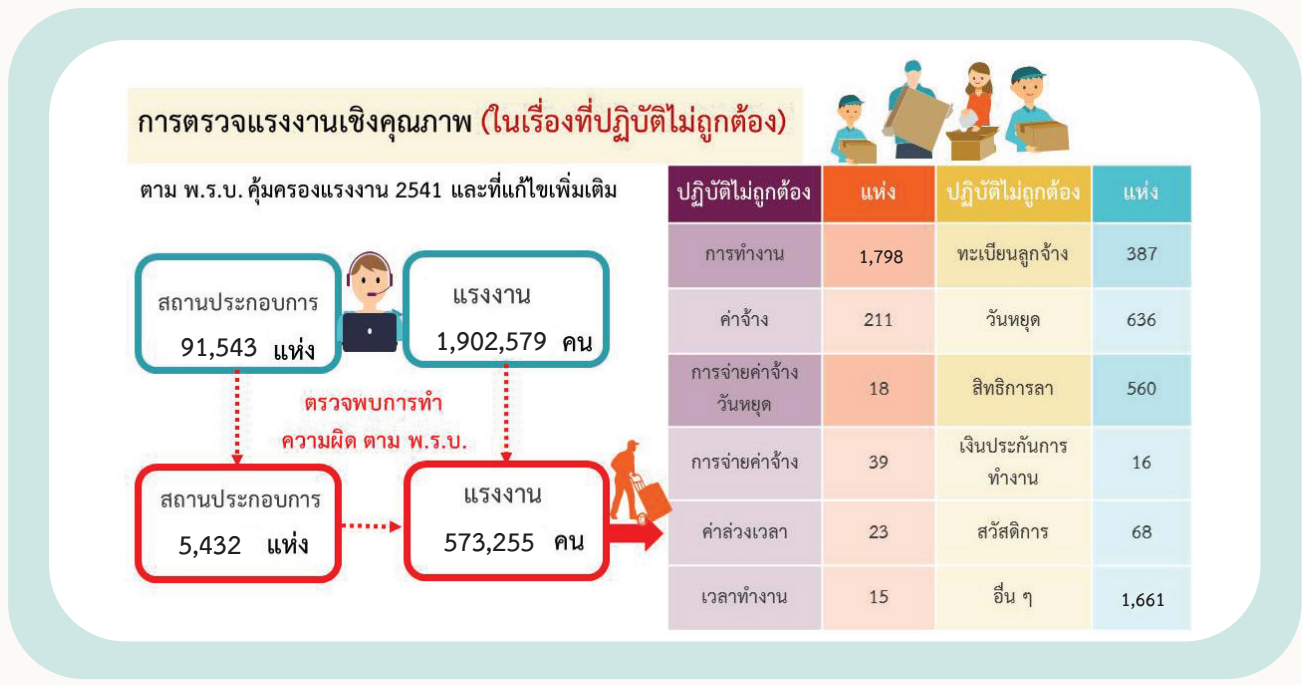 การตรวจแรงงานเชิงคุณภาพ (ในเรื่องที่ปฏิบัติไม่ถูกต้อง)
ตาม พ.ร.บ. คุ้มครองแรงงาน 2541 และที่แก้ไขเพิ่มเติม
สถานประกอบการ
91,543 แห่ง
แรงงาน
1,902,579 คน
ตรวจพบการทำ
ความผิด ตาม พ.ร.บ.
สถานประกอบการ
5,432 แห่ง
แรงงาน
573,255 คน
ปฏิบัติไม่ถูกต้อง แห่ง ปฏิบัติไม่ถูกต้อง แห่ง
การทำงาน 1,798 ทะเบียนลูกจ้าง 387
ค่าจ้าง 211 วันหยุด 636
การจ่ายค่าจ้าง
วันหยุด 18 สิทธิการลา 560
การจ่ายค่าจ้าง 39 เงินประกันการ
ทำงาน 16
ค่าล่วงเวลา 23 สวัสดิการ 68
เวลาทำงาน 15 อื่น ๆ 1,661